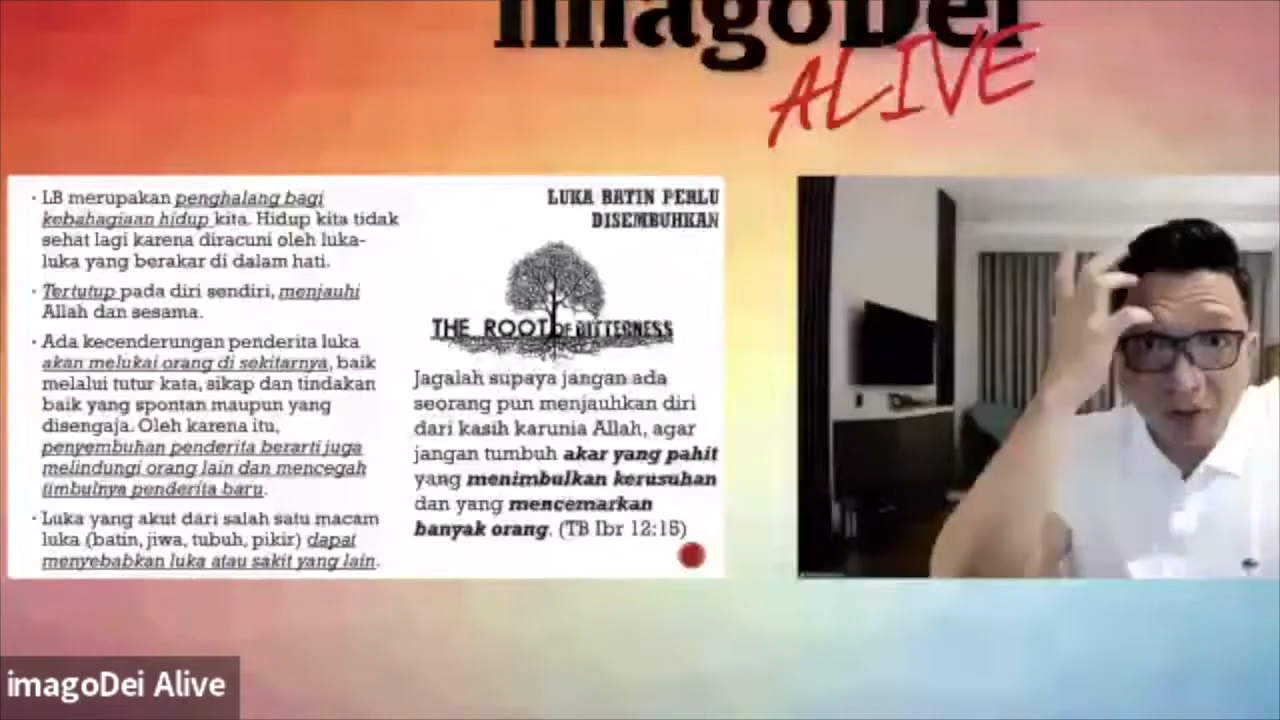 imagoDei
ALIVE
· LB merupakan penghalang bagi
kebahagiaan hidup kita. Hidup kita tidak
sehat lagi karena diracuni oleh luka-
luka yang berakar di dalam hati.
· Tertutup pada diri sendiri, menjauhi
Allah dan sesama.
· Ada kecenderungan penderita luka
akan melukai orang di sekitarnya, baik
melalui tutur kata, sikap dan tindakan
baik yang spontan maupun yang
disengaja. Oleh karena itu,
penyembuhan penderita berarti juga
melindungi orang lain dan mencegah
timbulnya penderita baru.
· Luka yang akut dari salah satu macam
luka (batin, jiwa, tubuh, pikir) dapat
menyebabkan luka atau sakit yang lain.
LUKA BATIN PERLU
DISEMBUHKAN
THE ROOT OF BITTERNESS
Jagalah supaya jangan ada
seorang pun menjauhkan diri
dari kasih karunia Allah, agar
jangan tumbuh akar yang pahit
yang menimbulkan kerusuhan
dan yang mencemarkan
banyak orang. (TB Ibr 12:15)
imagoDei Alive